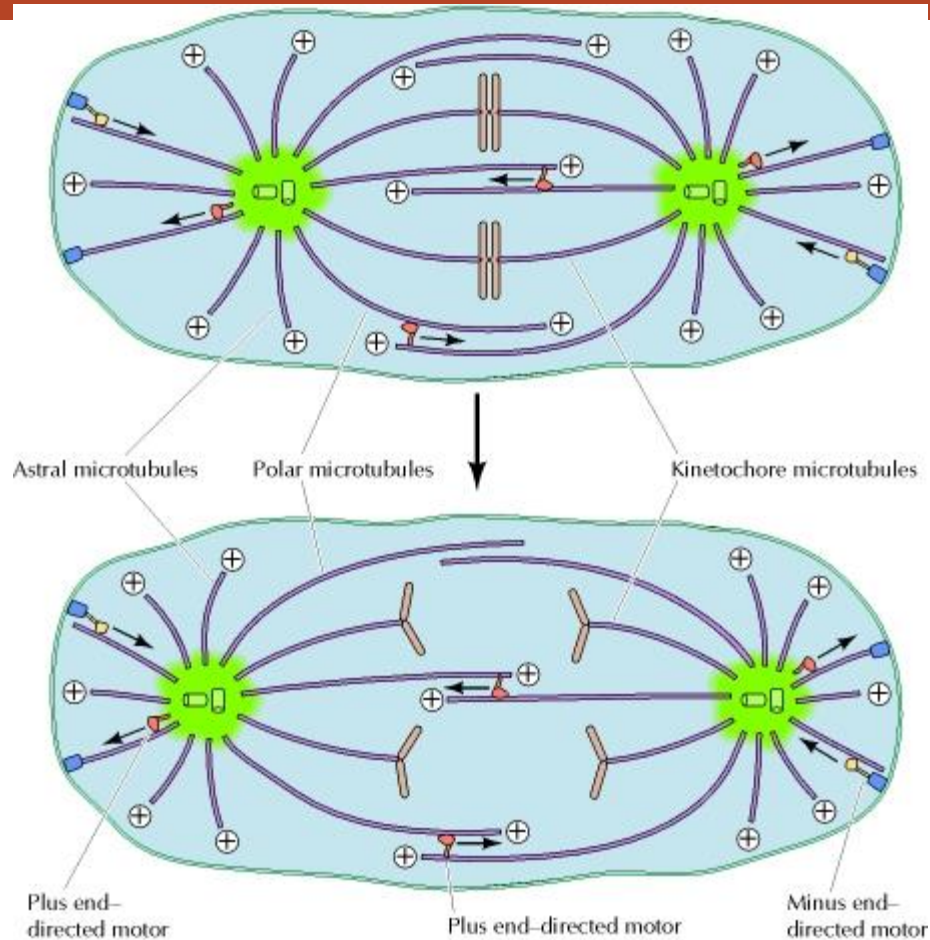 + + + +
+
+ +
+
+ + + +
+ +
Astral microtubules Polar microtubules Kinetochore microtubules
+ + + +
+
+ +
+
+ + + +
+ +
Plus end–
directed motor
Plus end–directed motor
Minus end–
directed motor